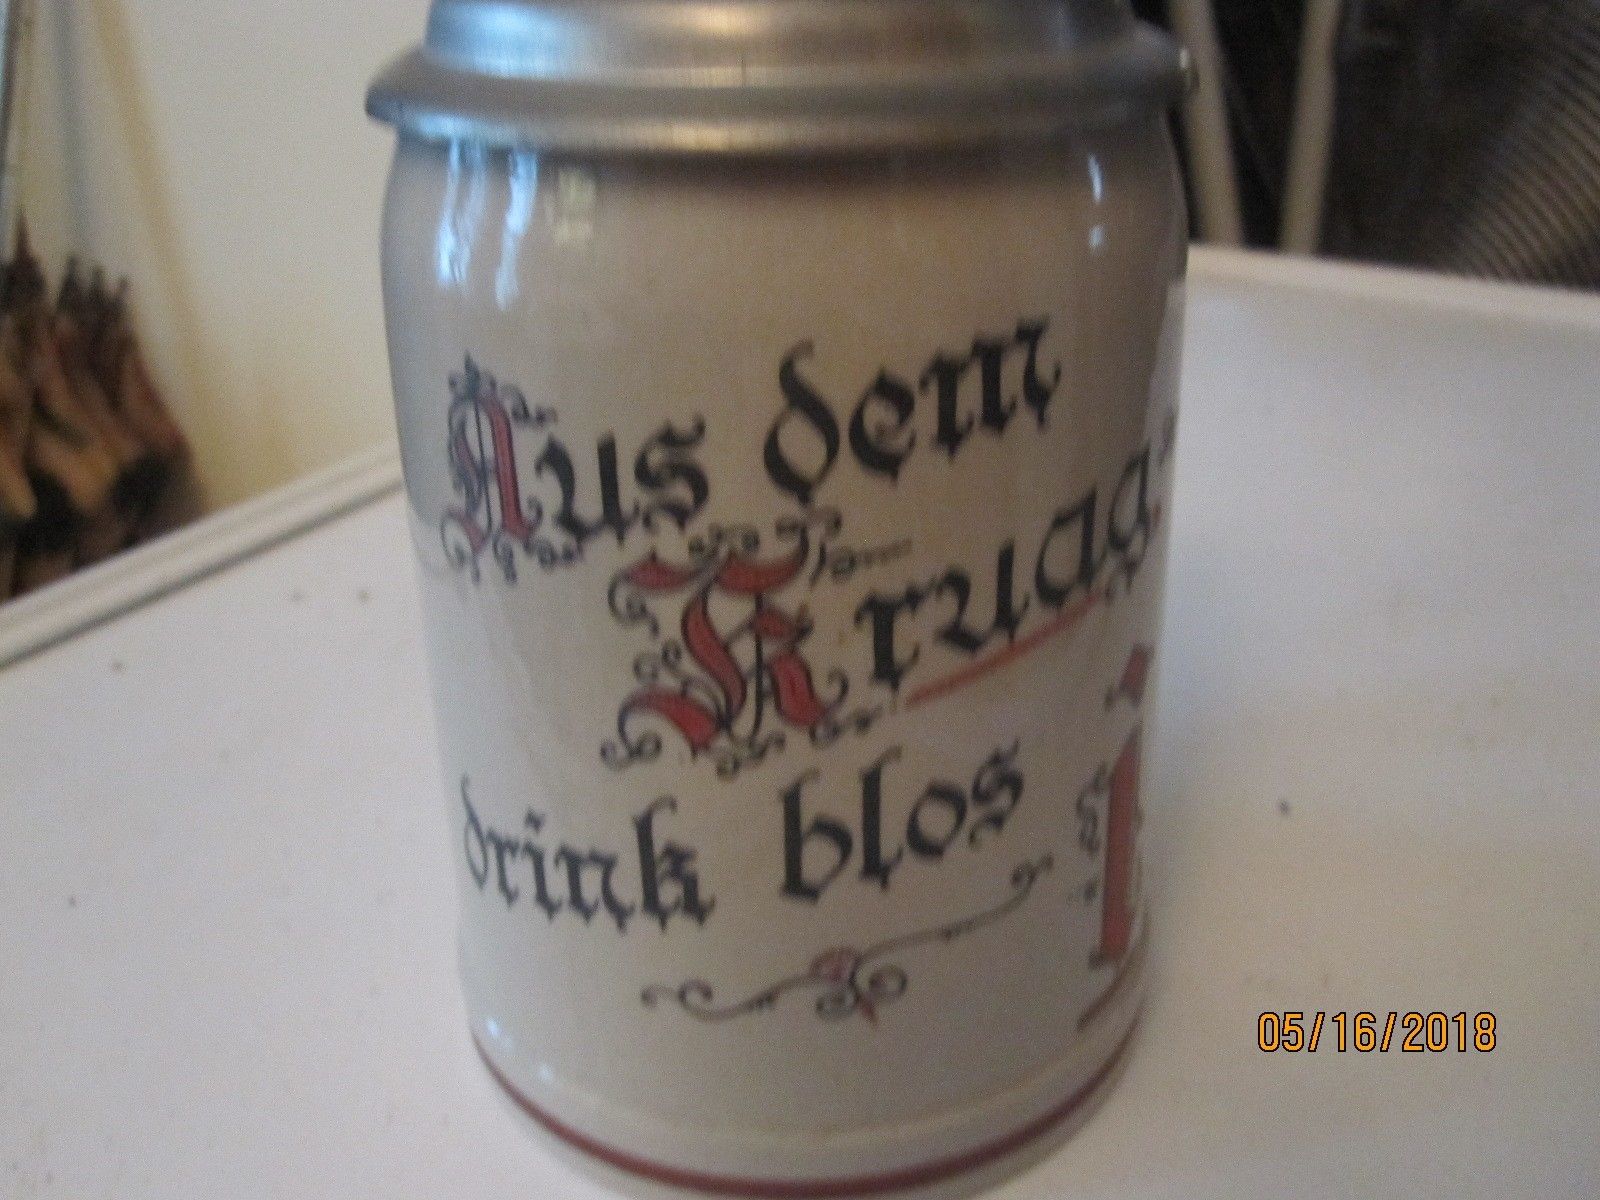 Aus dem
Kruag
drink blos
05/16/2018